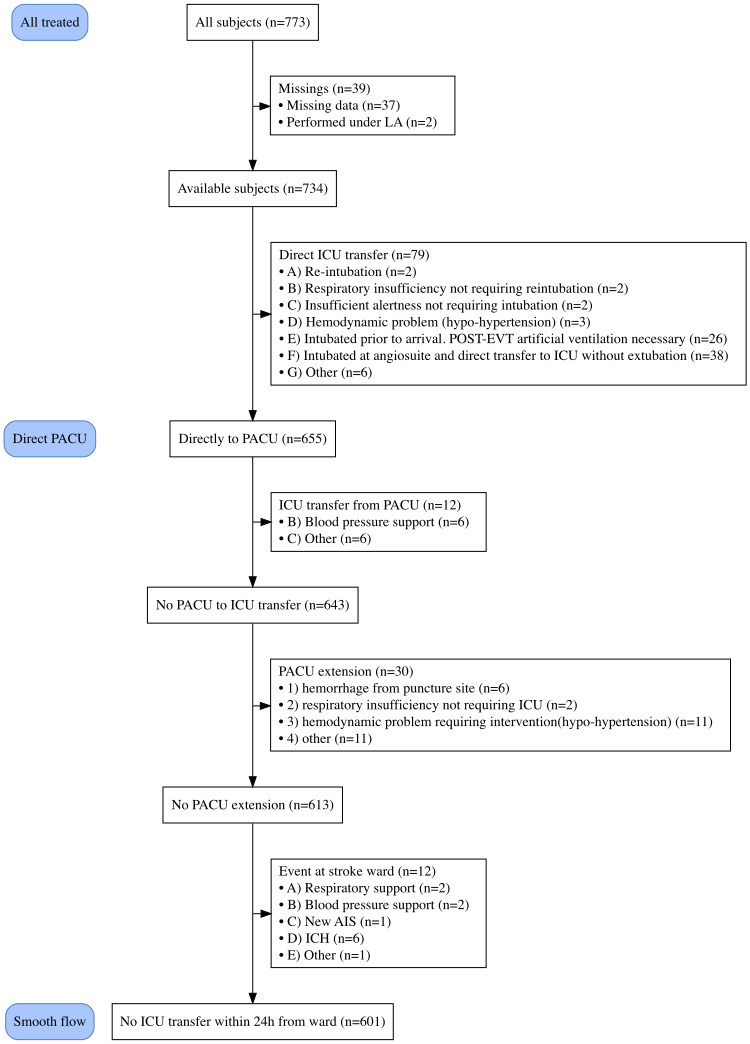 All treated
All subjects (n=773)
Missings (n=39)
• Missing data (n=37)
• Performed under LA (n=2)
Available subjects (n=734)
Direct ICU transfer (n=79)
• A) Re-intubation (n=2)
• B) Respiratory insufficiency not requiring reintubation (n=2)
• C) Insufficient alertness not requiring intubation (n=2)
• D) Hemodynamic problem (hypo-hypertension) (n=3)
• E) Intubated prior to arrival. POST-EVT artificial ventilation necessary (n=26)
• F) Intubated at angiosuite and direct transfer to ICU without extubation (n=38)
• G) Other (n=6)
Direct PACU
Directly to PACU (n=655)
ICU transfer from PACU (n=12)
• B) Blood pressure support (n=6)
• C) Other (n=6)
No PACU to ICU transfer (n=643)
PACU extension (n=30)
• 1) hemorrhage from puncture site (n=6)
• 2) respiratory insufficiency not requiring ICU (n=2)
• 3) hemodynamic problem requiring intervention(hypo-hypertension) (n=11)
• 4) other (n=11)
No PACU extension (n=613)
Event at stroke ward (n=12)
• A) Respiratory support (n=2)
• B) Blood pressure support (n=2)
• C) New AIS (n=1)
• D) ICH (n=6)
• E) Other (n=1)
Smooth flow
No ICU transfer within 24h from ward (n=601)